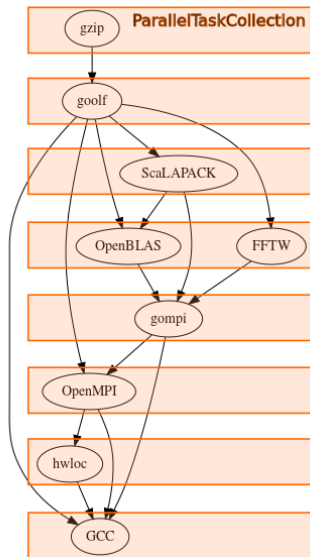 ParallelTaskCollection
gzip
goolf
ScaLAPACK
OpenBLAS
FFTW
gompi
OpenMPI
hwloc
GCC